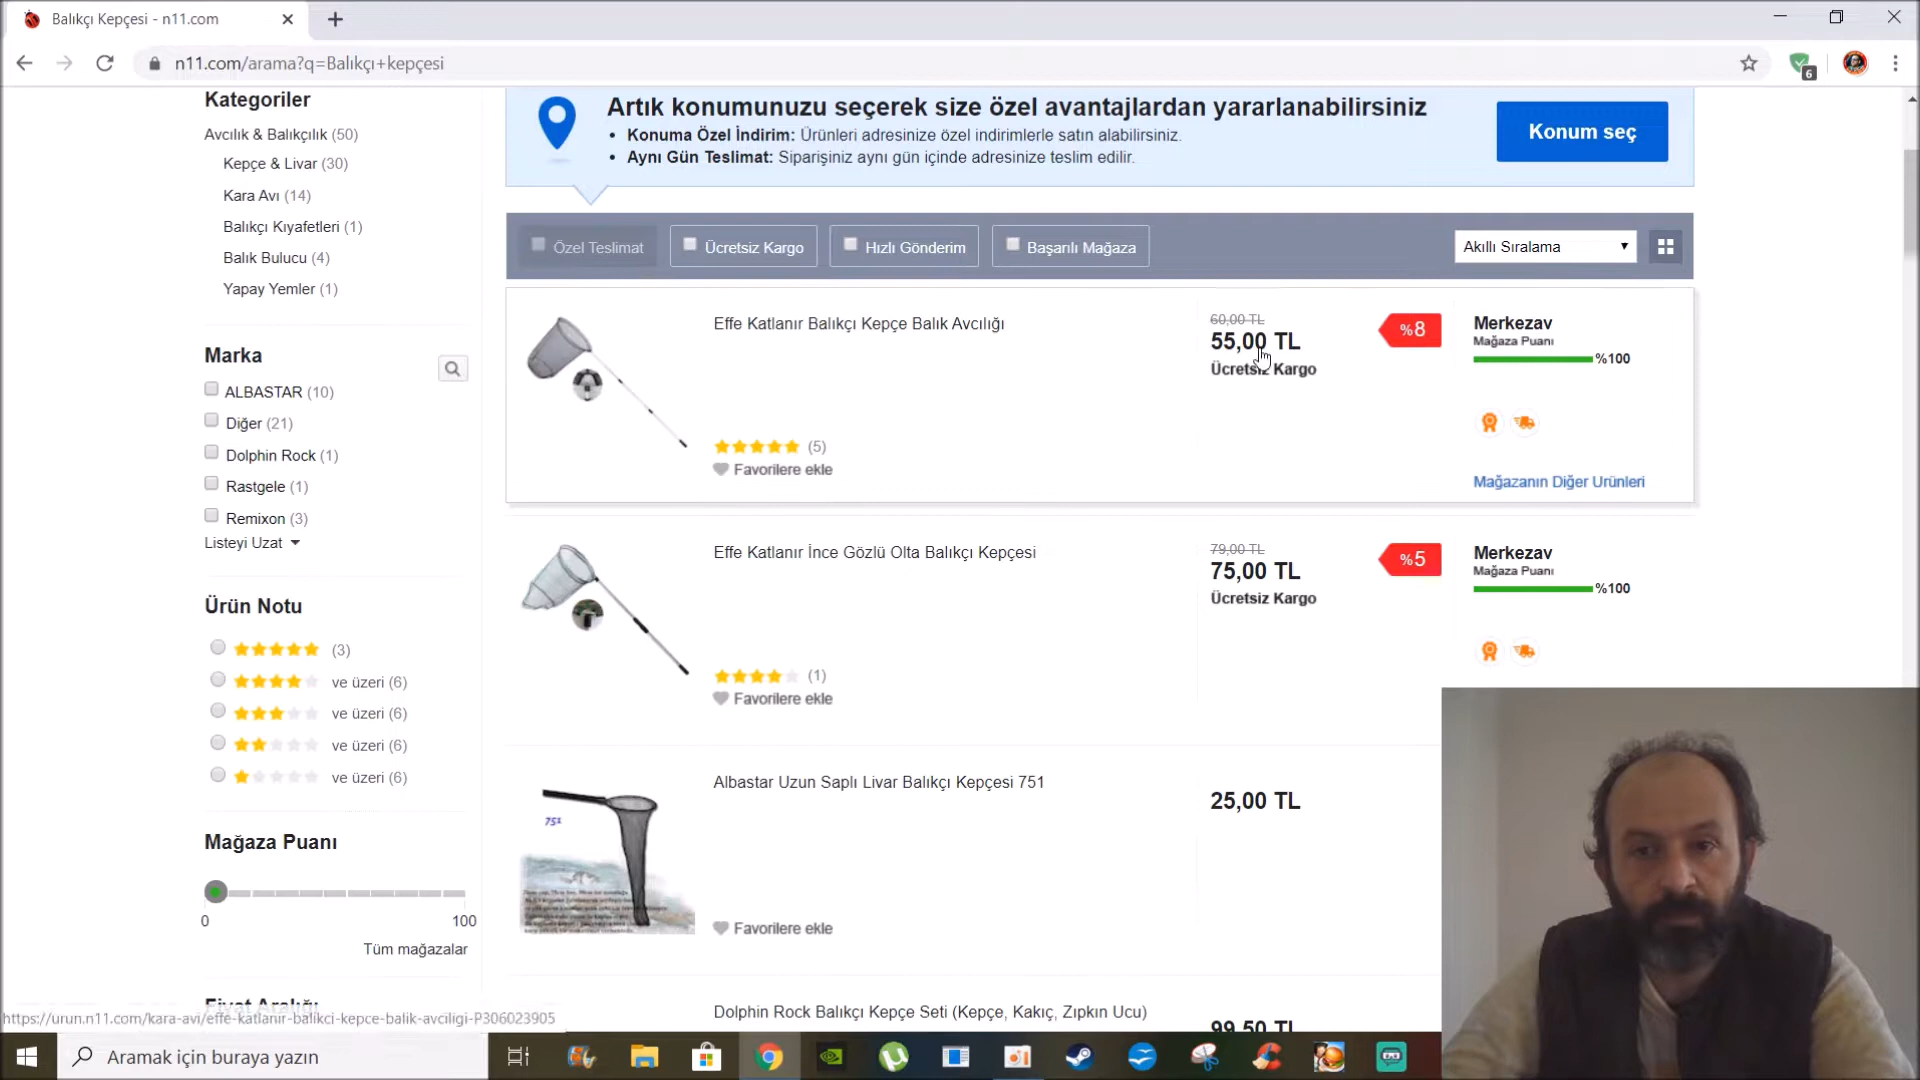 Balıkçı Kepçesi - n11.com
n11.com/arama?q=Balıkçı+kepçesi
6
Kategoriler
Avcılık & Balıkçılık (50)
Kepçe & Livar (30)
Kara Avı (14)
Balıkçı Kıyafetleri (1)
Balık Bulucu (4)
Yapay Yemler (1)
Marka
ALBASTAR (10)
Diğer (21)
Dolphin Rock (1)
Rastgele (1)
Remixon (3)
Listeyi Uzat
Ürün Notu
(3)
ve üzeri (6)
ve üzeri (6)
ve üzeri (6)
ve üzeri (6)
Mağaza Puanı
0 100
Tüm mağazalar
Fiyat Aralığı
Artık konumunuzu seçerek size özel avantajlardan yararlanabilirsiniz
Konuma Özel İndirim: Ürünleri adresinize özel indirimlerle satın alabilirsiniz.
Aynı Gün Teslimat: Siparişiniz aynı gün içinde adresinize teslim edilir.
Konum seç
Özel Teslimat Ücretsiz Kargo Hızlı Gönderim Başarılı Mağaza Akıllı Sıralama
Effe Katlanır Balıkçı Kepçe Balık Avcılığı
(5)
Favorilere ekle
60,00 TL
55,00 TL
Ücretsiz Kargo
%8
Merkezav
Mağaza Puanı
%100
Mağazanın Diğer Ürünleri
Effe Katlanır İnce Gözlü Olta Balıkçı Kepçesi
(1)
Favorilere ekle
79,00 TL
75,00 TL
Ücretsiz Kargo
%5
Merkezav
Mağaza Puanı
%100
Albastar Uzun Saplı Livar Balıkçı Kepçesi 751
751
Favorilere ekle
25,00 TL
Dolphin Rock Balıkçı Kepçe Seti (Kepçe, Kakıç, Zıpkın Ucu)
99,50 TL
https://urun.n11.com/kara-avi/effe-katlanir-balikci-kepce-balik-avciligi-P306023905
Aramak için buraya yazın